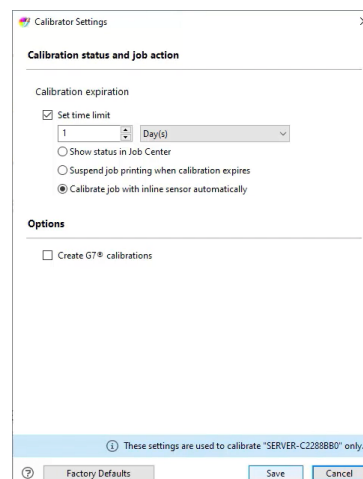 Calibrator Settings
Calibration status and job action
Calibration expiration
Set time limit
1 Day(s)
Show status in Job Center
Suspend job printing when calibration expires
Calibrate job with inline sensor automatically
Options
Create G7® calibrations
These settings are used to calibrate "SERVER-C2288BB0" only.
Factory Defaults Save Cancel